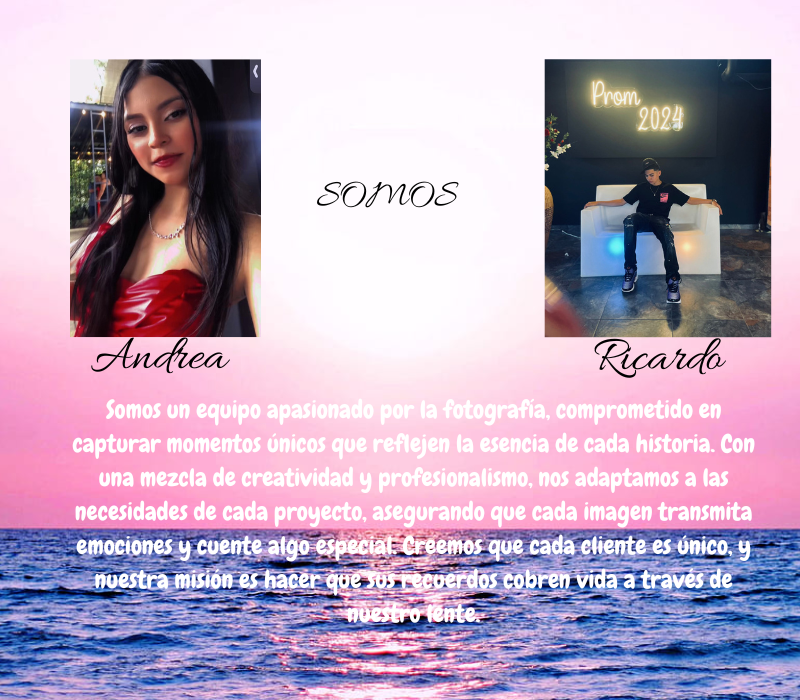 Prom
2024
SOMOS
Andrea
Ricardo
Somos un equipo apasionado por la fotografía, comprometido en
capturar momentos únicos que reflejen la esencia de cada historia. Con
una mezcla de creatividad y profesionalismo, nos adaptamos a las
necesidades de cada proyecto, asegurando que cada imagen transmita
emociones y cuente algo especial. Creemos que cada cliente es único, y
nuestra misión es hacer que sus recuerdos cobren vida a través de
nuestro lente.